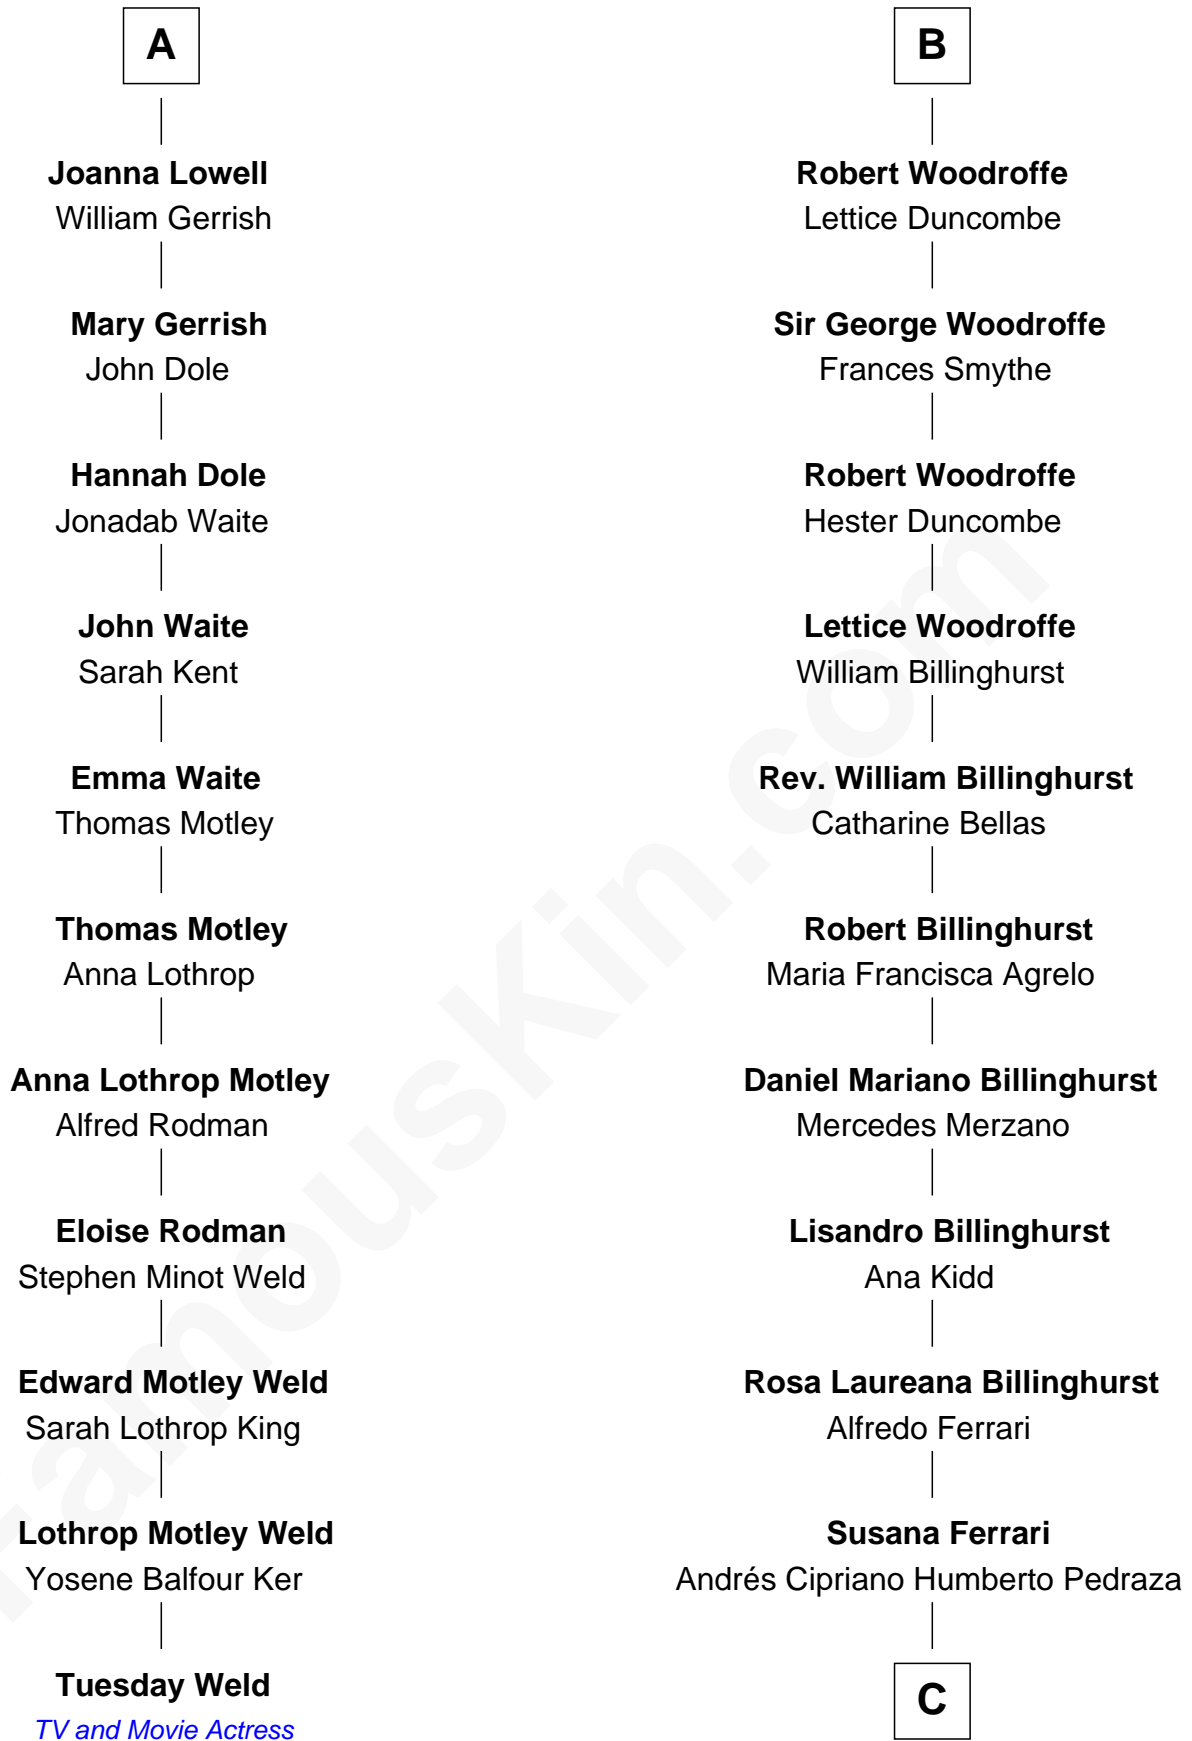 A
Joanna Lowell
William Gerrish
Mary Gerrish
John Dole
Hannah Dole
Jonadab Waite
John Waite
Sarah Kent
Emma Waite
Thomas Motley
Thomas Motley
Anna Lothrop
Anna Lothrop Motley
Alfred Rodman
Eloise Rodman
Stephen Minot Weld
Edward Motley Weld
Sarah Lothrop King
Lothrop Motley Weld
Yosene Balfour Ker
Tuesday Weld
TV and Movie Actress
B
Robert Woodroffe
Lettice Duncombe
Sir George Woodroffe
Frances Smythe
Robert Woodroffe
Hester Duncombe
Lettice Woodroffe
William Billinghurst
Rev. William Billinghurst
Catharine Bellas
Robert Billinghurst
Maria Francisca Agrelo
Daniel Mariano Billinghurst
Mercedes Merzano
Lisandro Billinghurst
Ana Kidd
Rosa Laureana Billinghurst
Alfredo Ferrari
Susana Ferrari
Andrés Cipriano Humberto Pedraza
C
FamousKin.com